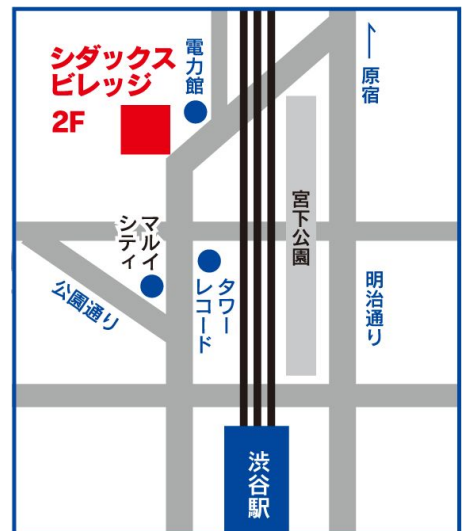 シダックス
ビレッジ
2F
電力館
原宿
宮下公園
マルイ
シティ
タワー
レコード
公園通り
明治通り
渋谷駅